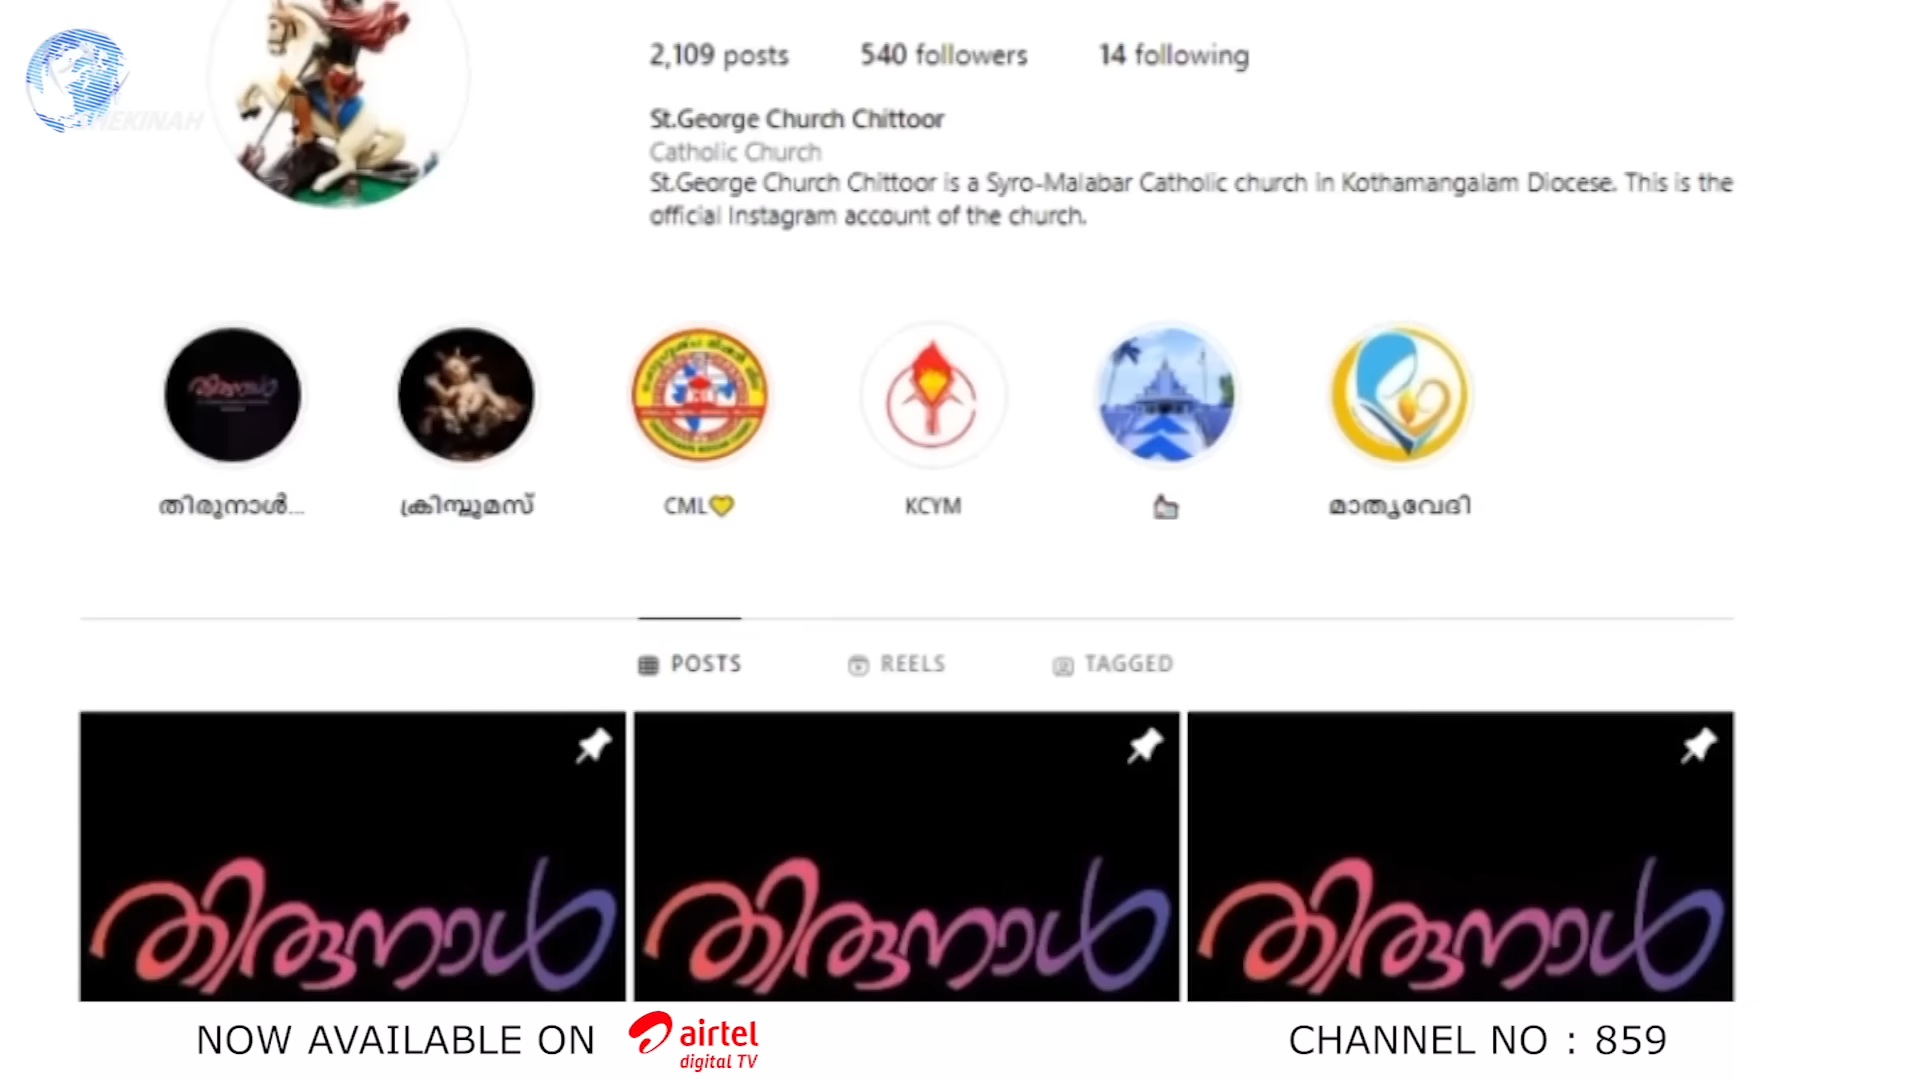 SHEKINAH
2,109 posts 540 followers 14 following
St.George Church Chittoor
Catholic Church
St.George Church Chittoor is a Syro-Malabar Catholic church in Kothamangalam Diocese. This is the
official Instagram account of the church.
തിരുനാൾ... ക്രിസ്തുമസ് CML💛 KCYM ⛪ മാതൃവേദി
POSTS REELS TAGGED
തിരുനാൾ തിരുനാൾ തിരുനാൾ
NOW AVAILABLE ON airtel digital TV CHANNEL NO : 859